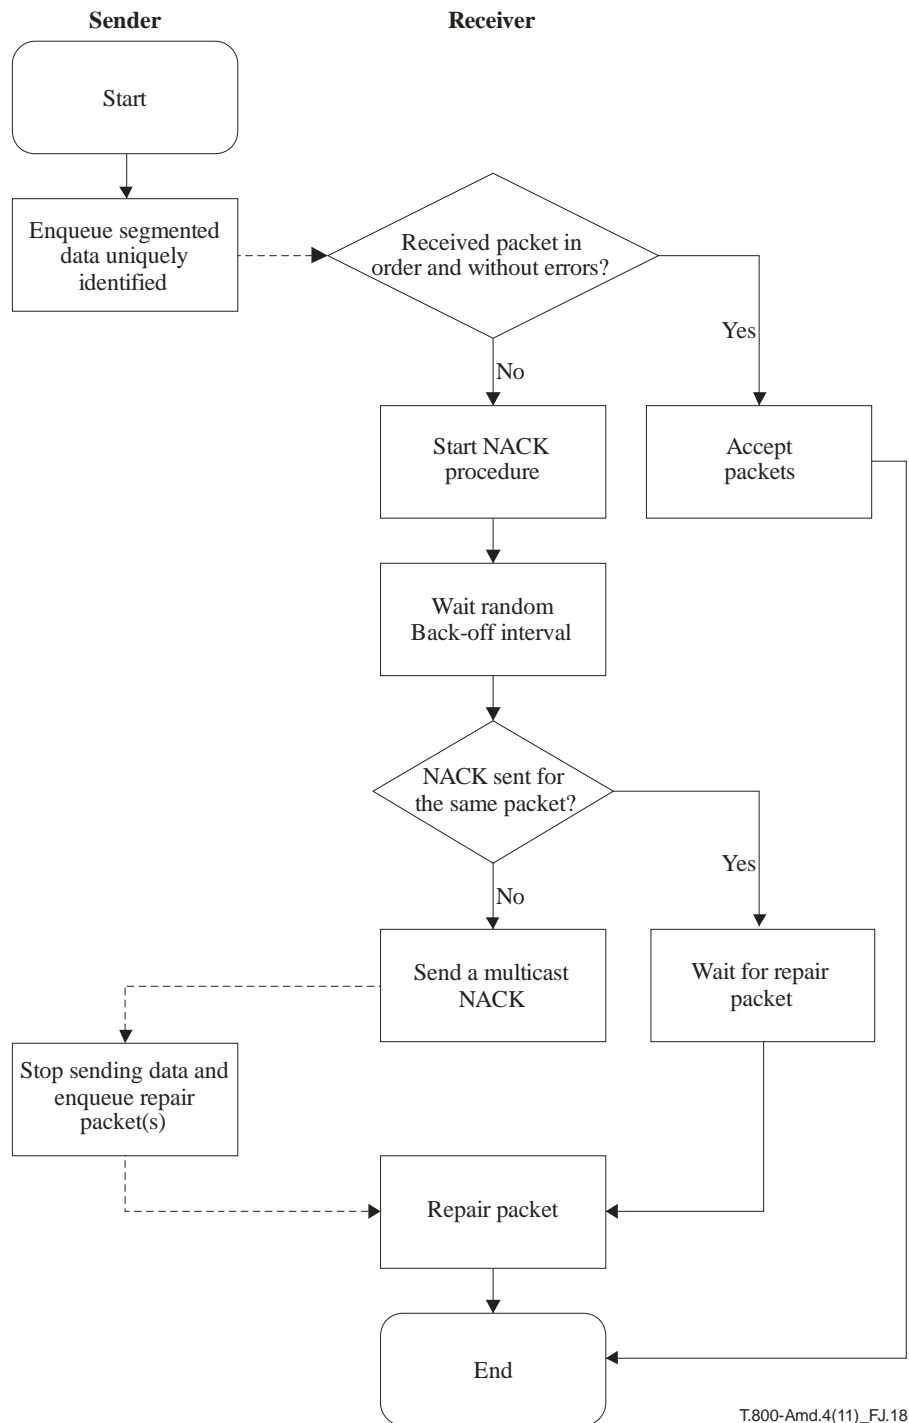 Sender
Receiver
Start
Enqueue segmented
data uniquely
identified
Received packet in
order and without errors?
Yes
No
Start NACK
procedure
Accept
packets
Wait random
Back-off interval
NACK sent for
the same packet?
Yes
No
Send a multicast
NACK
Wait for repair
packet
Stop sending data and
enqueue repair
packet(s)
Repair packet
End
T.800-Amd.4(11)_FJ.18